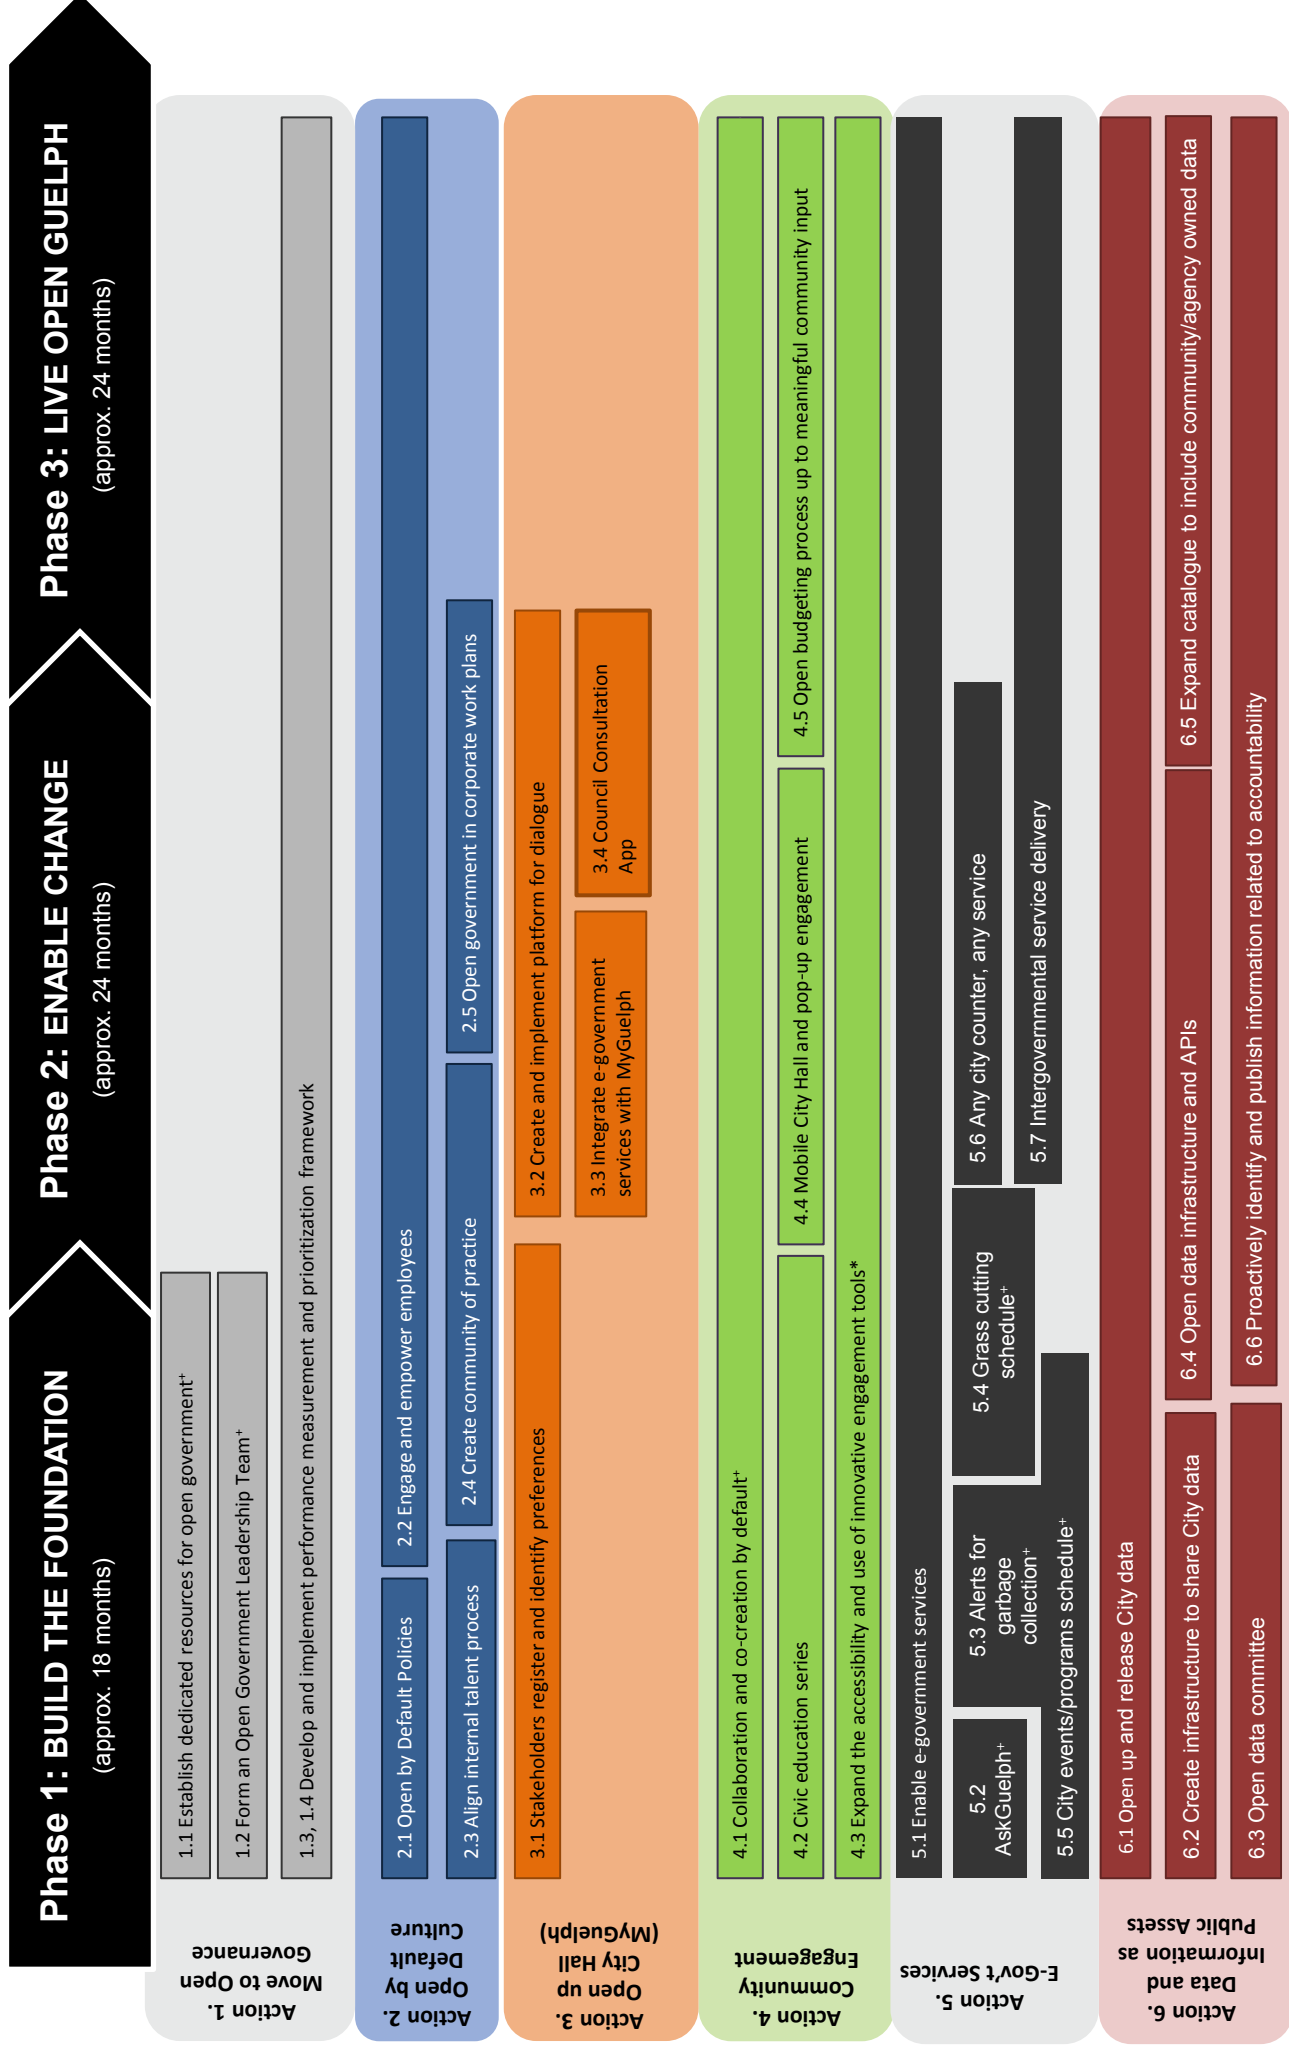 Phase 1: BUILD THE FOUNDATION
(approx. 18 months)
Phase 2: ENABLE CHANGE
(approx. 24 months)
Phase 3: LIVE OPEN GUELPH
(approx. 24 months)
Action 1.
Move to Open
Governance
1.1 Establish dedicated resources for open government⁺
1.2 Form an Open Government Leadership Team⁺
1.3, 1.4 Develop and implement performance measurement and prioritization framework
Action 2.
Open by
Default
Culture
2.1 Open by Default Policies
2.2 Engage and empower employees
2.3 Align internal talent process
2.4 Create community of practice
2.5 Open government in corporate work plans
Action 3.
Open up
City Hall
(MyGuelph)
3.1 Stakeholders register and identify preferences
3.2 Create and implement platform for dialogue
3.3 Integrate e-government
services with MyGuelph
3.4 Council Consultation
App
Action 4.
Community
Engagement
4.1 Collaboration and co-creation by default⁺
4.2 Civic education series
4.4 Mobile City Hall and pop-up engagement
4.5 Open budgeting process up to meaningful community input
4.3 Expand the accessibility and use of innovative engagement tools*
Action 5.
E-Gov’t Services
5.1 Enable e-government services
5.2
AskGuelph⁺
5.3 Alerts for
garbage
collection⁺
5.4 Grass cutting
schedule⁺
5.6 Any city counter, any service
5.7 Intergovernmental service delivery
5.5 City events/programs schedule⁺
Action 6.
Data and
Information as
Public Assets
6.1 Open up and release City data
6.2 Create infrastructure to share City data
6.4 Open data infrastructure and APIs
6.5 Expand catalogue to include community/agency owned data
6.3 Open data committee
6.6 Proactively identify and publish information related to accountability